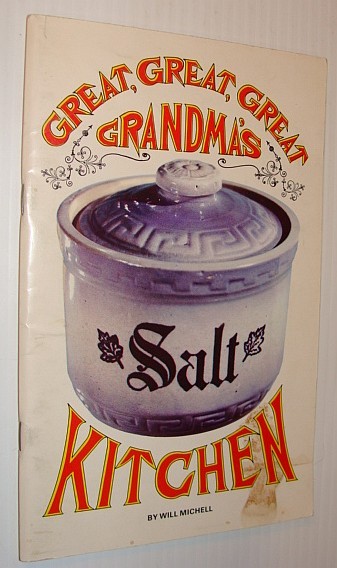 GREAT, GREAT, GREAT
GRANDMA'S
Salt
KITCHEN
BY WILL MICHELL